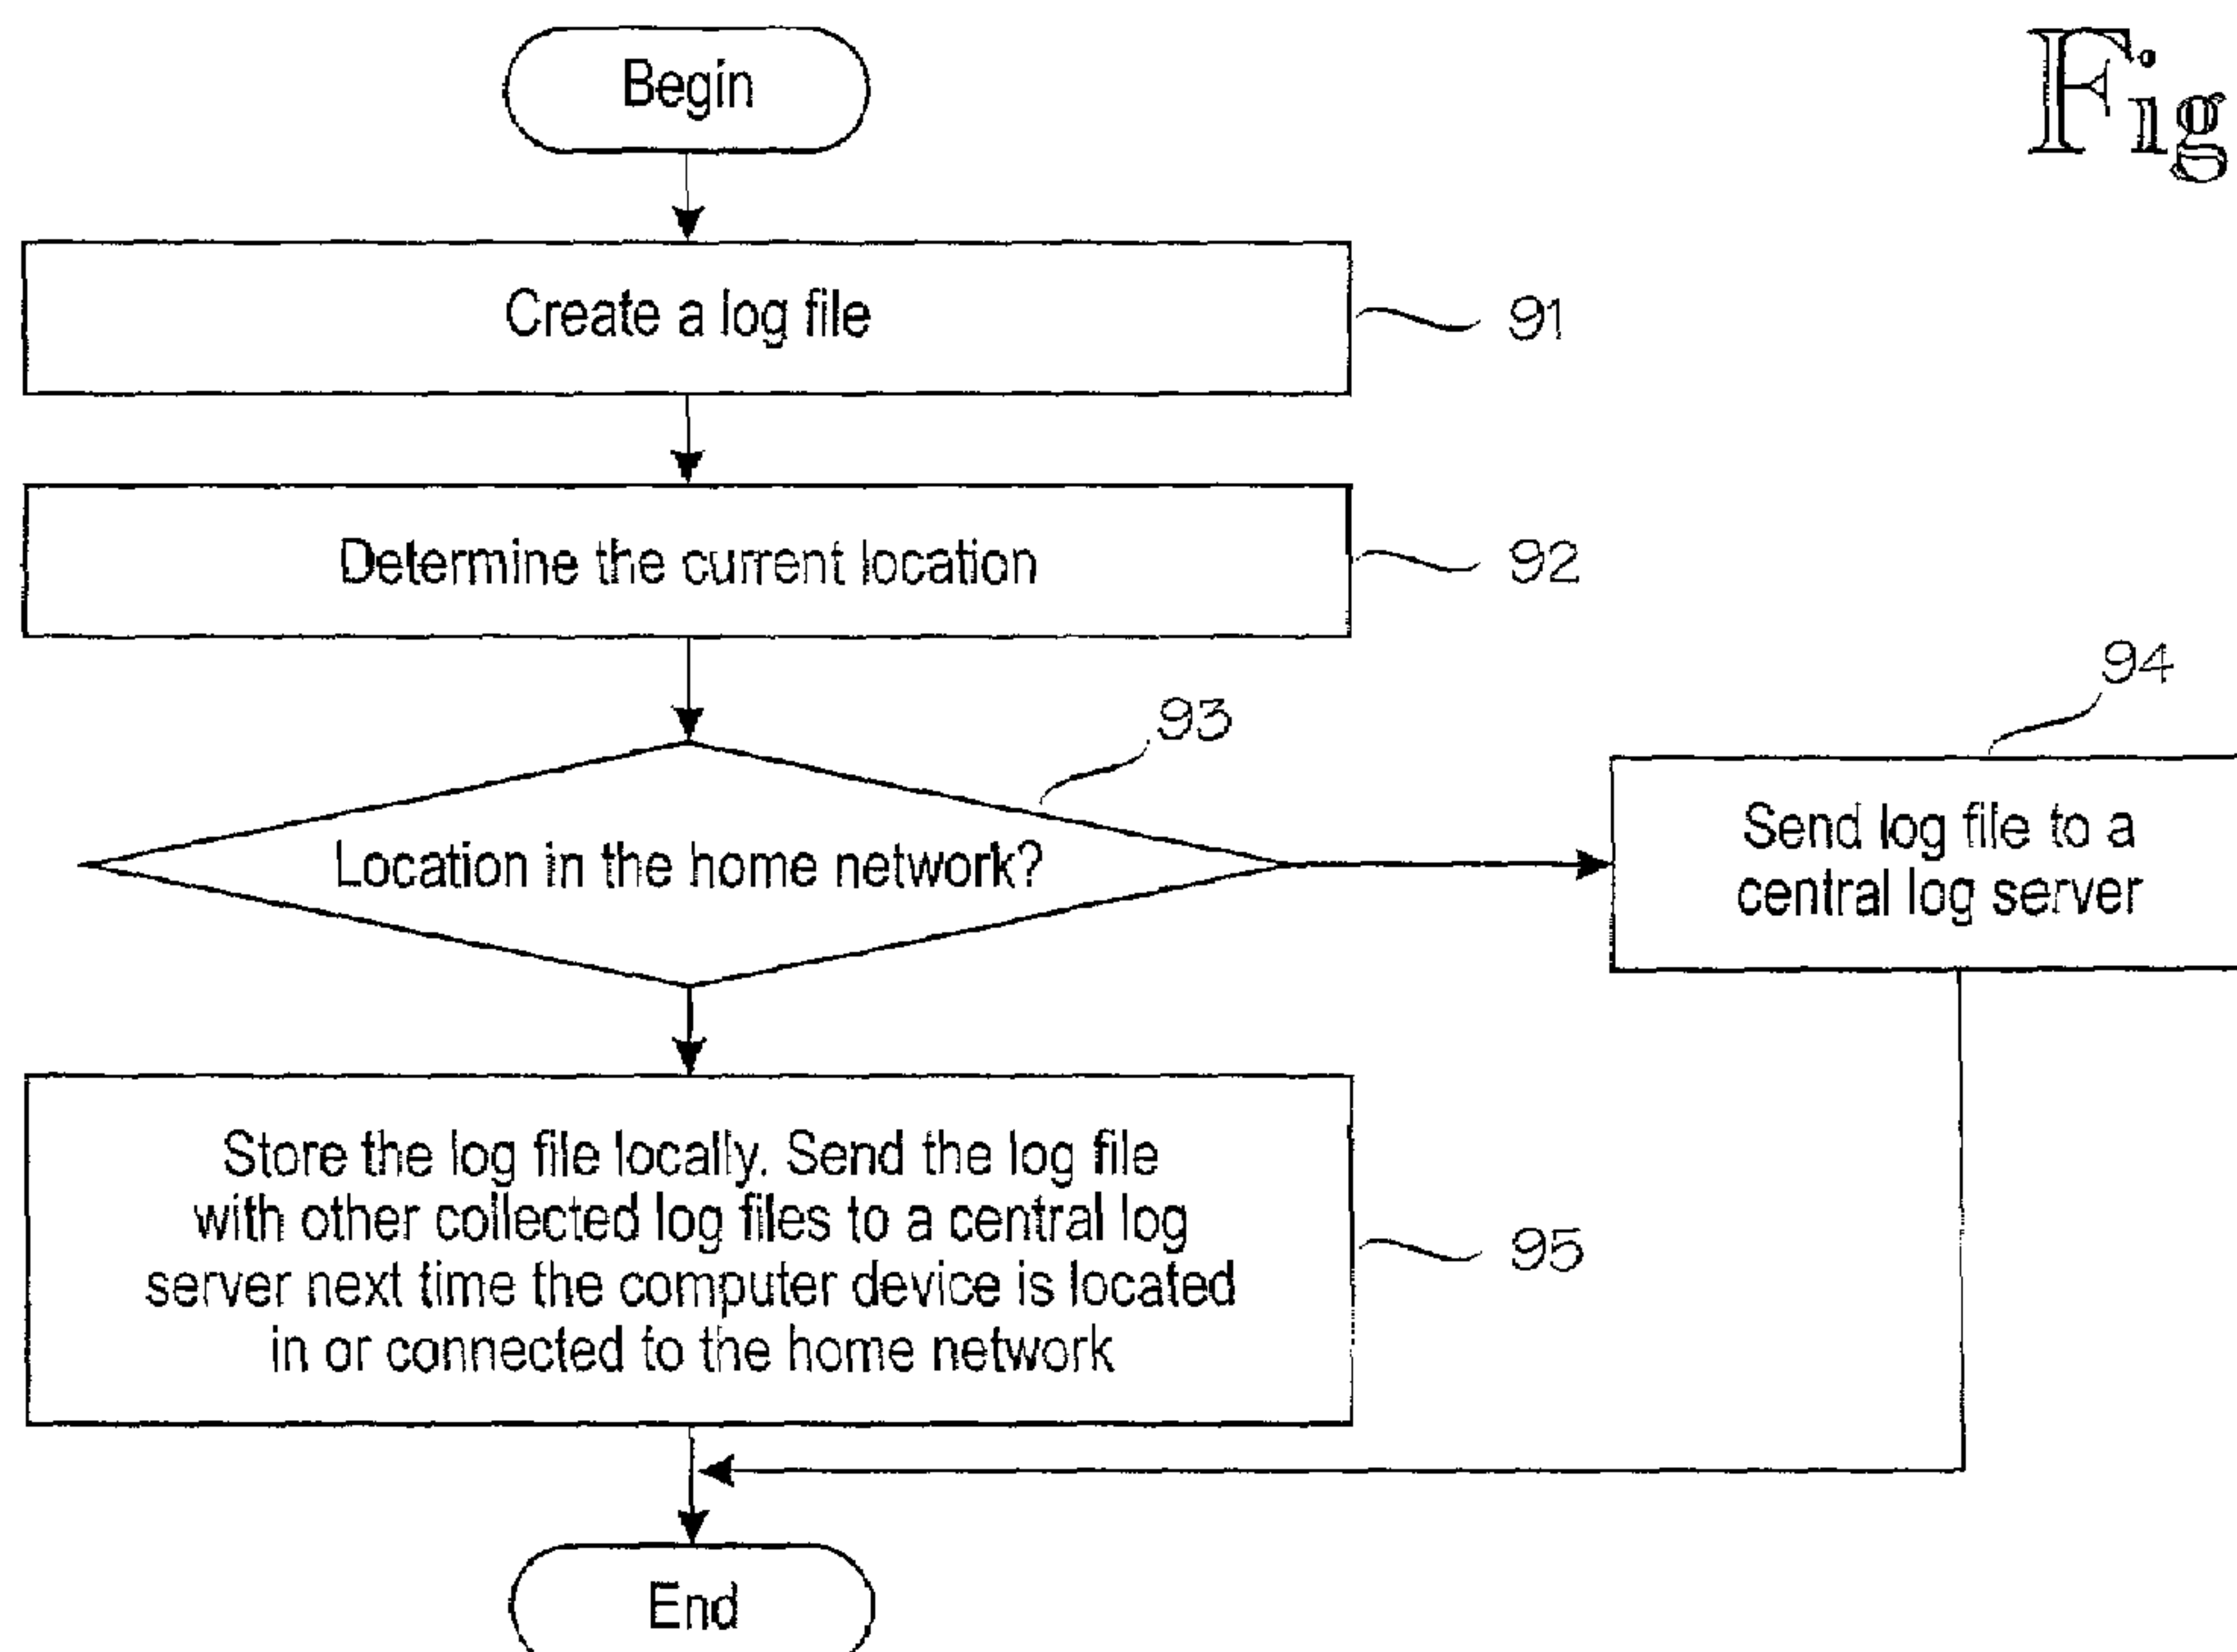 Fig
Begin
Create a log file
91
Determine the current location
92
93
Location in the home network?
94
Send log file to a
central log server
Store the log file locally. Send the log file
with other collected log files to a central log
server next time the computer device is located
in or connected to the home network
95
End